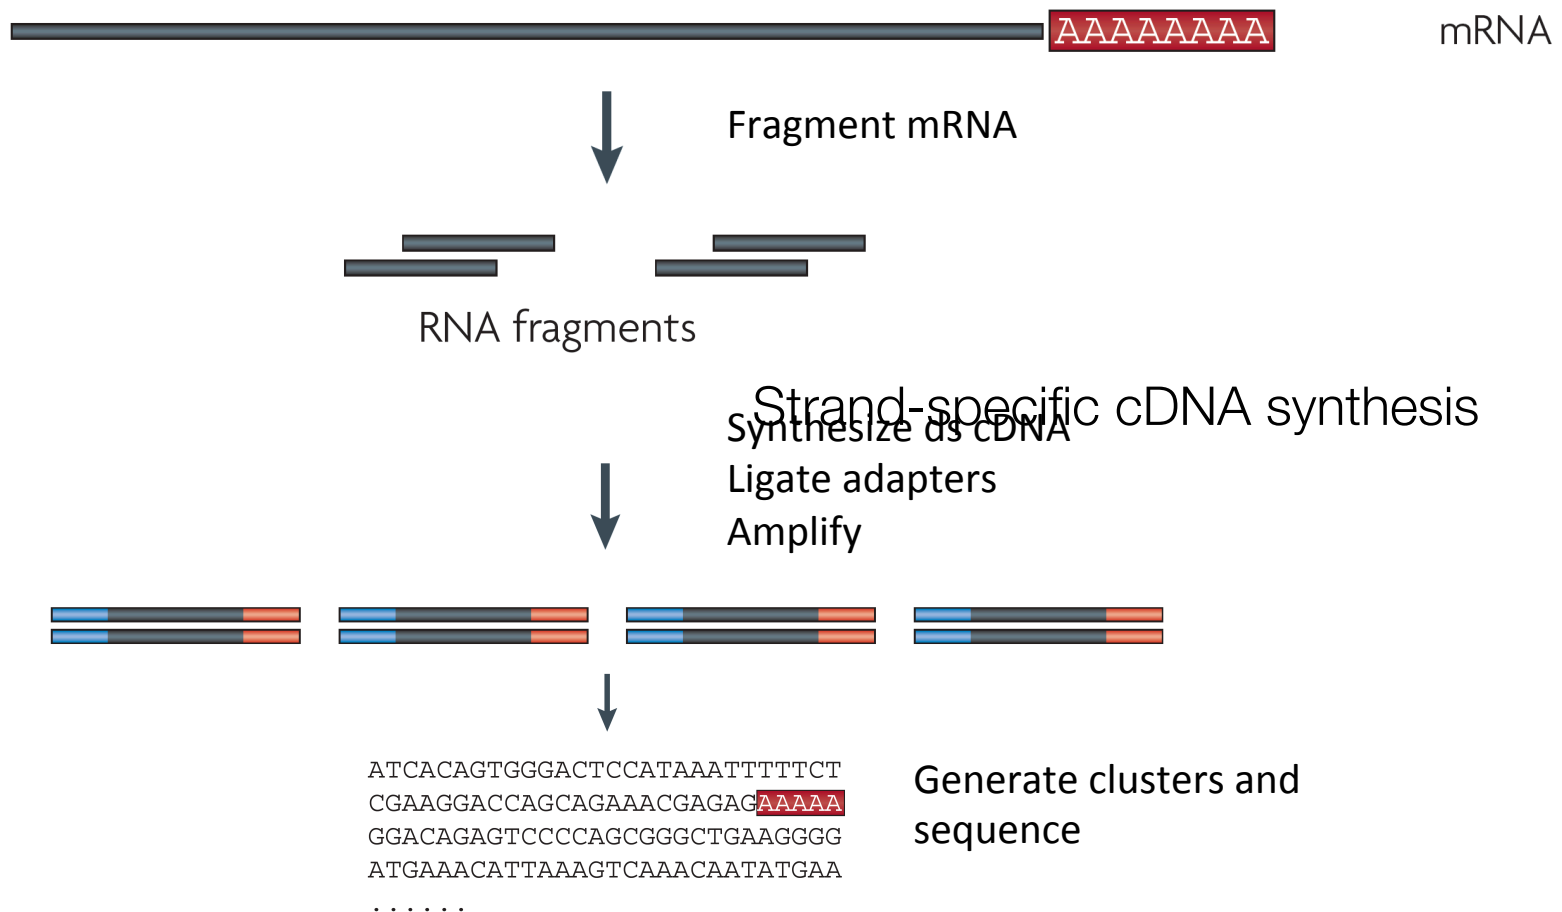 AAAAAAAA mRNA
Fragment mRNA
RNA fragments
Strand-specific cDNA synthesis
Synthesize ds cDNA
Ligate adapters
Amplify
ATCACAGTGGGACTCCATAAATTTTTCT
CGAAGGACCAGCAGAAACGAGAGAAAAA
GGACAGAGTCCCCAGCGGGCTGAAGGGG
ATGAAACATTAAAGTCAAACAATATGAA
......
Generate clusters and
sequence